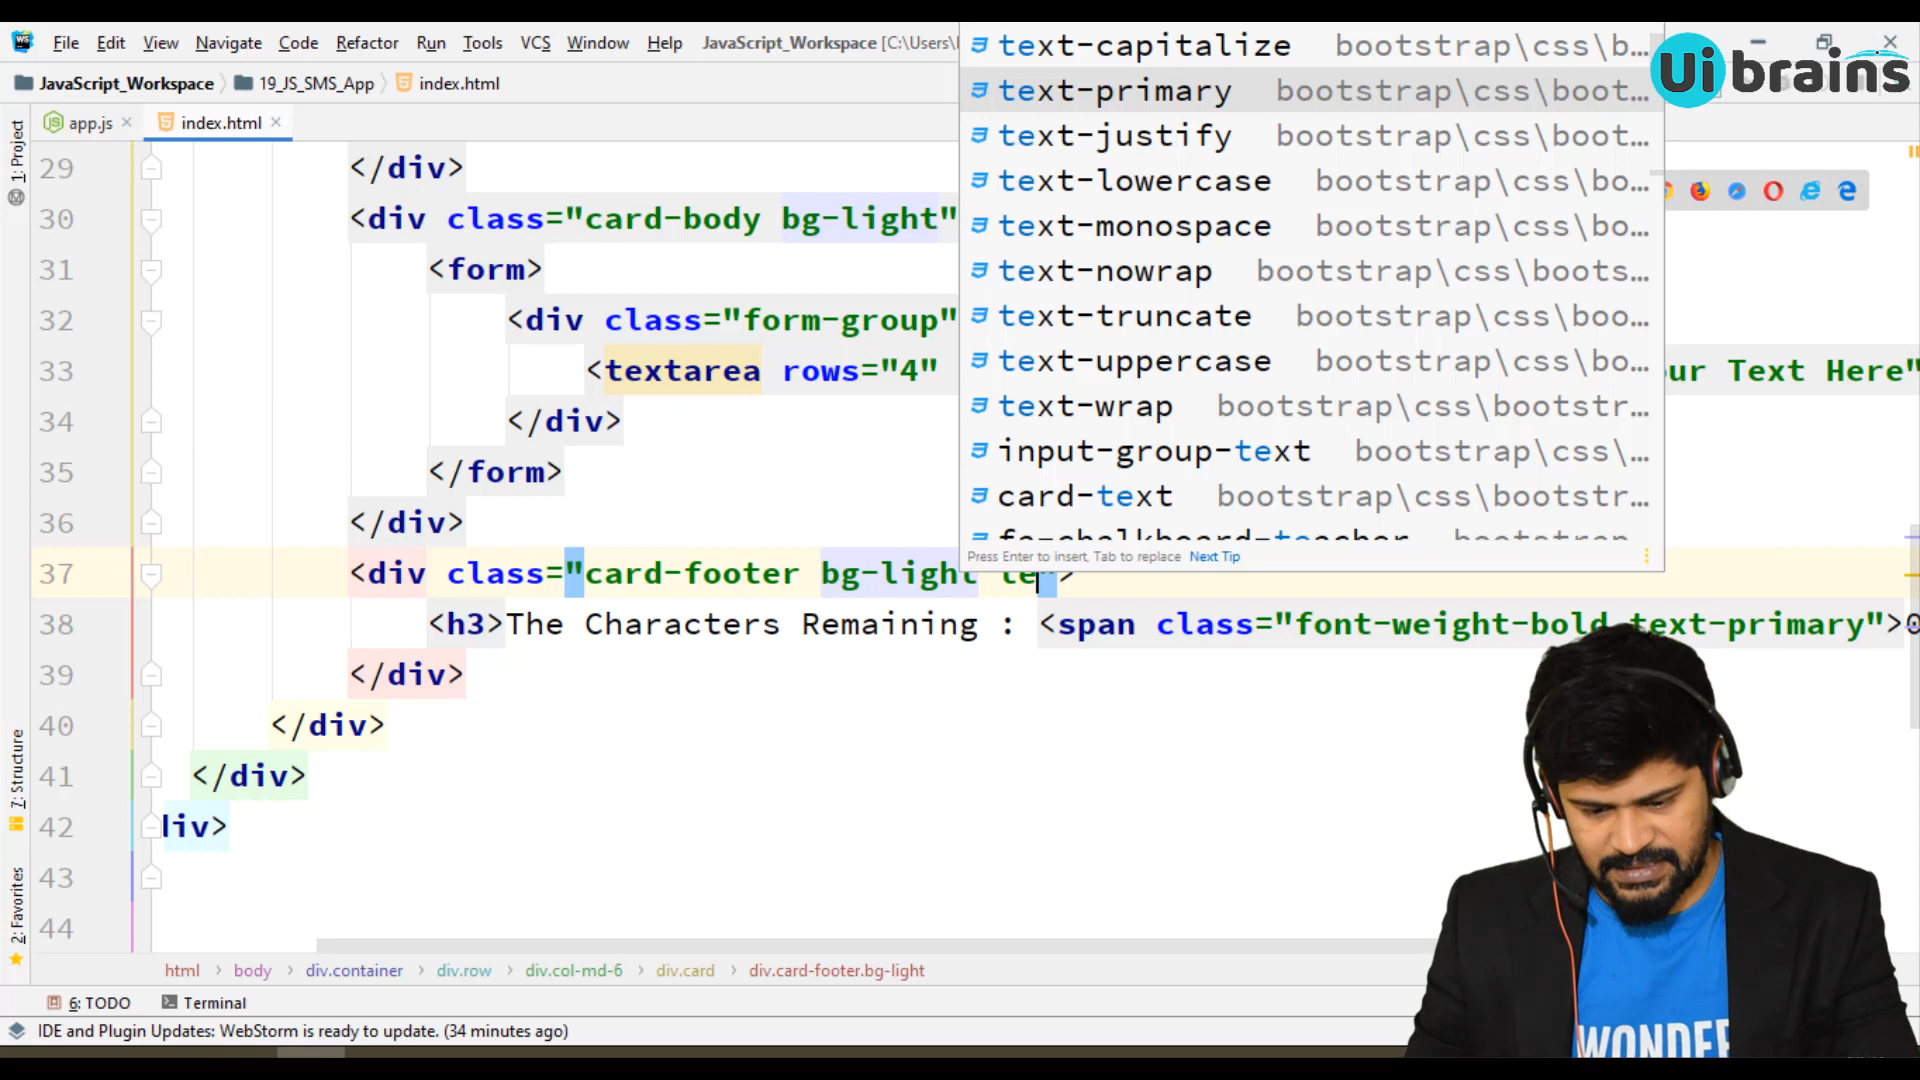 File Edit View Navigate Code Refactor Run Tools VCS Window Help JavaScript_Workspace [C:\Users\
Ui brains
JavaScript_Workspace 19_JS_SMS_App index.html
app.js index.html
1: Project
7: Structure
2: Favorites
text-capitalize bootstrap\css\b...
text-primary bootstrap\css\boot...
text-justify bootstrap\css\boot...
text-lowercase bootstrap\css\bo...
text-monospace bootstrap\css\bo...
text-nowrap bootstrap\css\boots...
text-truncate bootstrap\css\boo...
text-uppercase bootstrap\css\bo...
text-wrap bootstrap\css\bootstr...
input-group-text bootstrap\css\...
card-text bootstrap\css\bootstr...
Press Enter to insert, Tab to replace Next Tip
29 </div>
30 <div class="card-body bg-light"
31 <form>
32 <div class="form-group"
33 <textarea rows="4" ur Text Here"
34 </div>
35 </form>
36 </div>
37 <div class="card-footer bg-light te">
38 <h3>The Characters Remaining : <span class="font-weight-bold text-primary">0
39 </div>
40 </div>
41 </div>
42 div>
43
44
html body div.container div.row div.col-md-6 div.card div.card-footer.bg-light
6: TODO Terminal
IDE and Plugin Updates: WebStorm is ready to update. (34 minutes ago)
WONDER